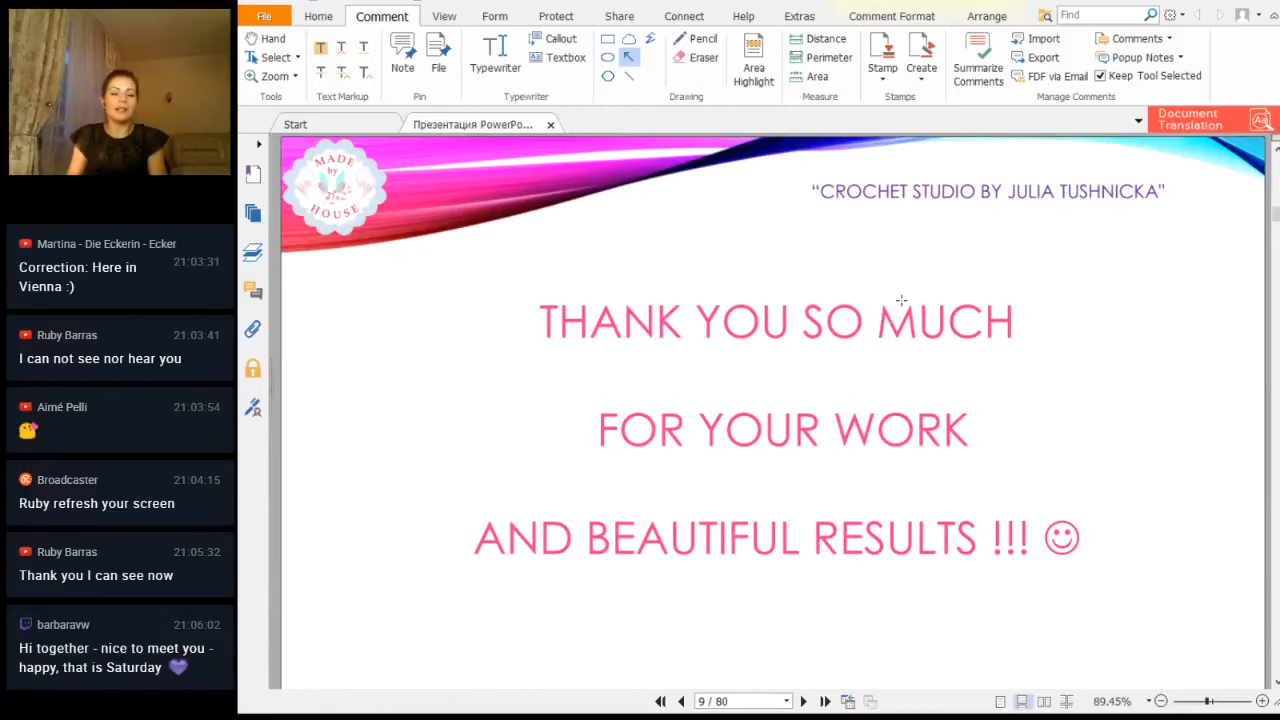 File
Home
Comment
View
Form
Protect
Share
Connect
Help
Extras
Comment Format
Arrange
Find
Hand
Select
Zoom
Tools
Text Markup
Note
File
Pin
Typewriter
Callout
Textbox
Typewriter
Pencil
Eraser
Drawing
Area
Highlight
Distance
Perimeter
Area
Measure
Stamp
Create
Stamps
Summarize
Comments
Import
Export
FDF via Email
Comments
Popup Notes
Keep Tool Selected
Manage Comments
Start
Презентация PowerPo...
Document
Translation
MADE
by
HOUSE
“CROCHET STUDIO BY JULIA TUSHNICKA”
THANK YOU SO MUCH
FOR YOUR WORK
AND BEAUTIFUL RESULTS !!! ☺
Martina - Die Eckerin - Ecker
Correction: Here in
Vienna :)
21:03:31
Ruby Barras
21:03:41
I can not see nor hear you
Aimé Pelli
21:03:54
Broadcaster
21:04:15
Ruby refresh your screen
Ruby Barras
21:05:32
Thank you I can see now
barbaravw
21:06:02
Hi together - nice to meet you -
happy, that is Saturday 💜
9 / 80
89.45%